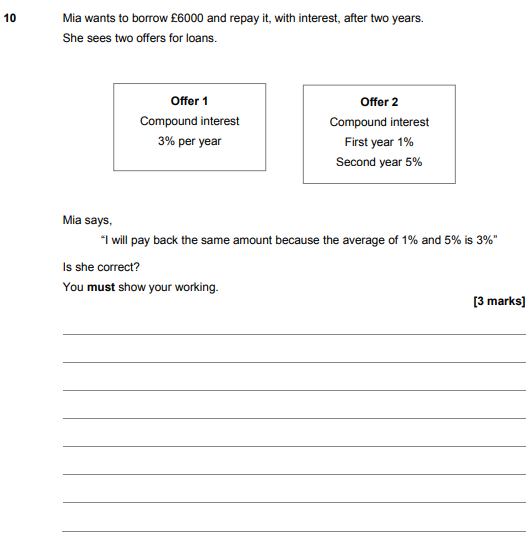 10 Mia wants to borrow £6000 and repay it, with interest, after two years.
She sees two offers for loans.
Offer 1
Compound interest
3% per year
Offer 2
Compound interest
First year 1%
Second year 5%
Mia says,
“I will pay back the same amount because the average of 1% and 5% is 3%”
Is she correct?
You must show your working.
[3 marks]